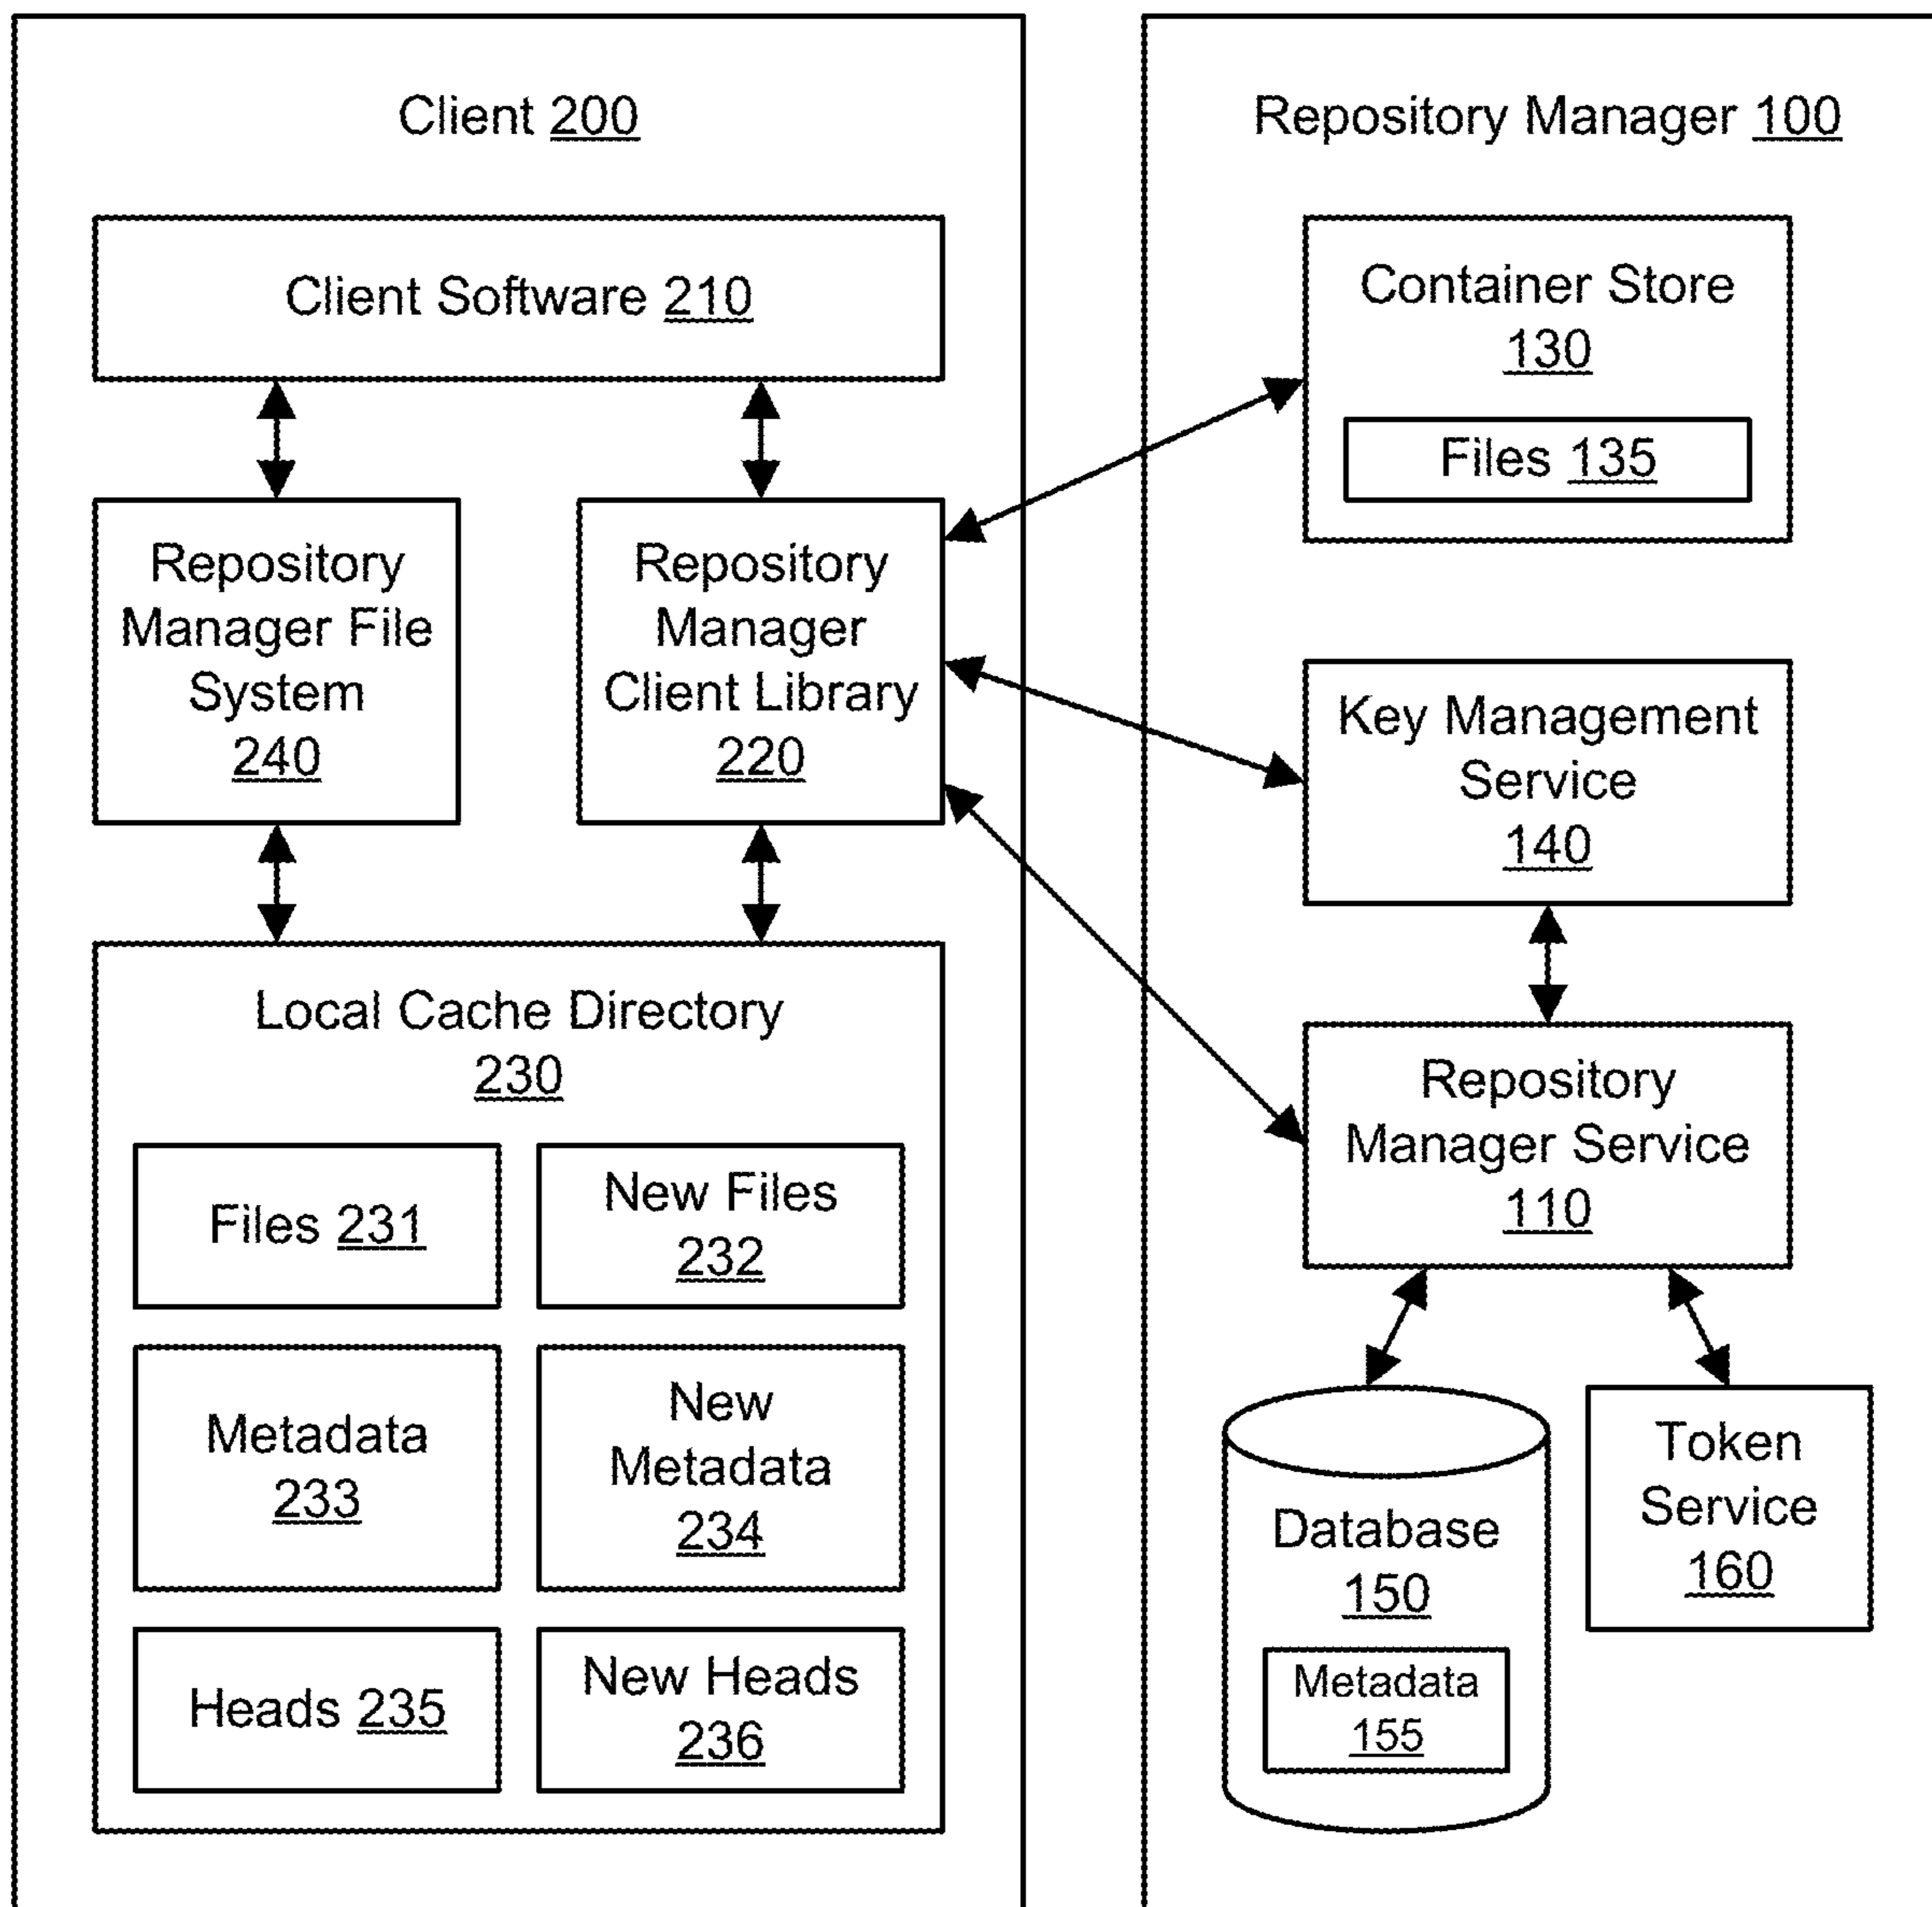 Client 200
Client Software 210
Repository
Manager File
System
240
Repository
Manager
Client Library
220
Local Cache Directory
230
Files 231
New Files
232
Metadata
233
New
Metadata
234
Heads 235
New Heads
236
Repository Manager 100
Container Store
130
Files 135
Key Management
Service
140
Repository
Manager Service
110
Database
150
Metadata
155
Token
Service
160